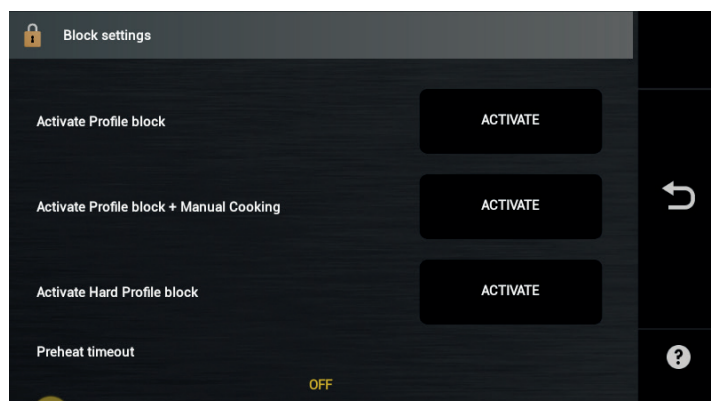 Block settings
Activate Profile block ACTIVATE
Activate Profile block + Manual Cooking ACTIVATE
Activate Hard Profile block ACTIVATE
Preheat timeout
?
OFF